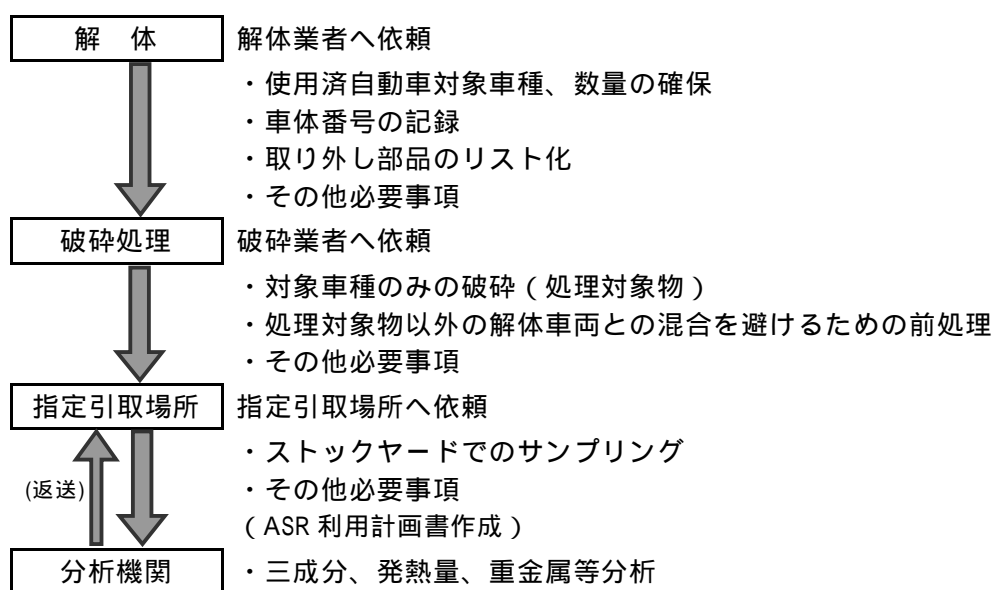 解　体　解体業者へ依頼
・使用済自動車対象車種、数量の確保
・車体番号の記録
・取り外し部品のリスト化
・その他必要事項
破砕処理　破砕業者へ依頼
・対象車種のみの破砕（処理対象物）
・処理対象物以外の解体車両との混合を避けるための前処理
・その他必要事項
指定引取場所　指定引取場所へ依頼
・ストックヤードでのサンプリング
(返送)　・その他必要事項
（ASR 利用計画書作成）
分析機関　・三成分、発熱量、重金属等分析